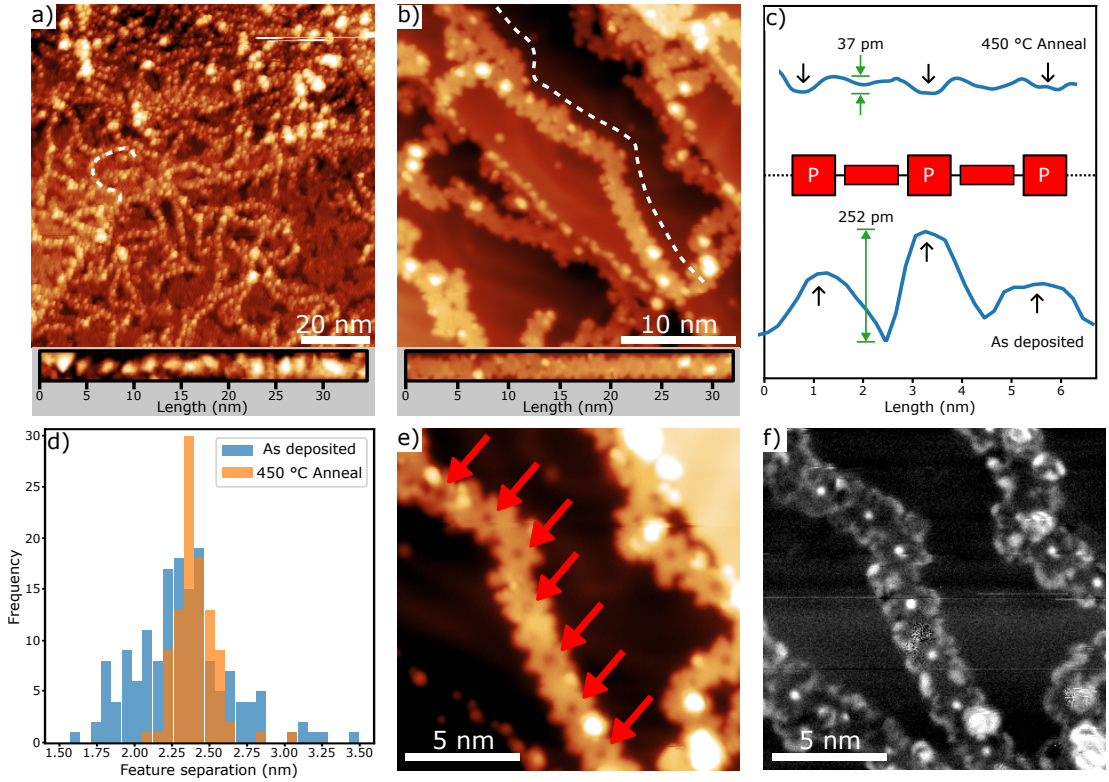 a)
20 nm
0 5 10 15 20 25 30
Length (nm)
b)
10 nm
0 5 10 15 20 25 30
Length (nm)
c)
37 pm
450 °C Anneal
P P P
252 pm
As deposited
0 1 2 3 4 5 6
Length (nm)
d)
30
25
20
15
10
5
0
Frequency
As deposited
450 °C Anneal
1.50 1.75 2.00 2.25 2.50 2.75 3.00 3.25 3.50
Feature separation (nm)
e)
5 nm
f)
5 nm